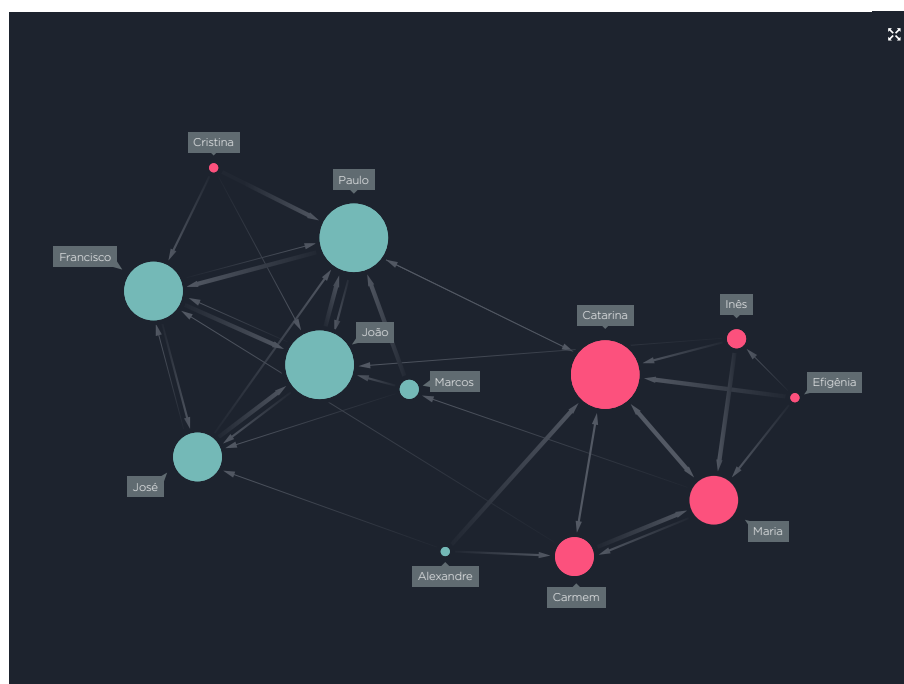 Cristina
Paulo
Francisco
Inês
Catarina
João
Marcos
Efigênia
José
Maria
Alexandre
Carmem